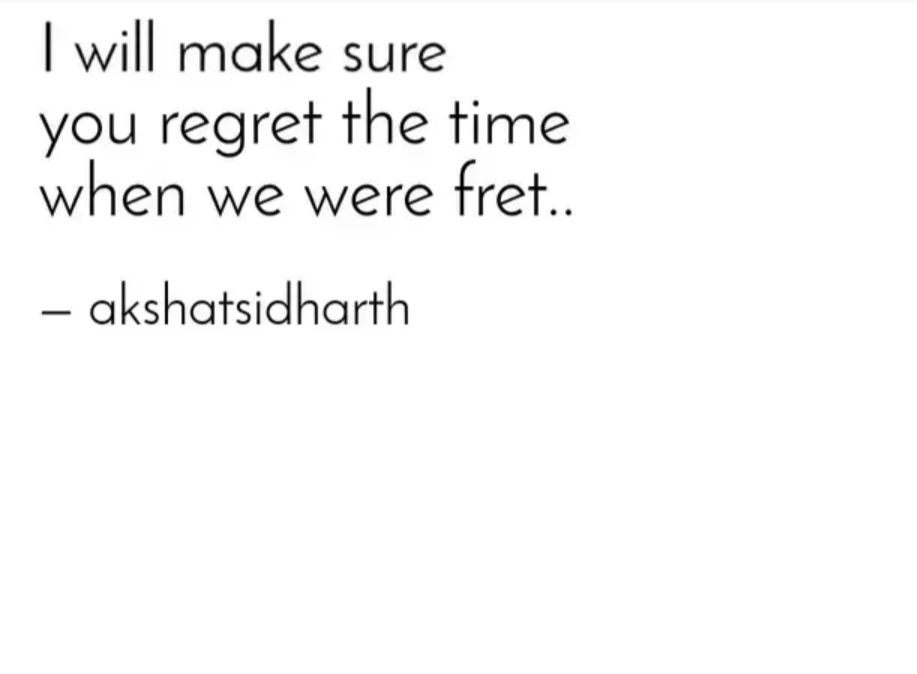 I will make sure
you regret the time
when we were fret..
– akshatsidharth